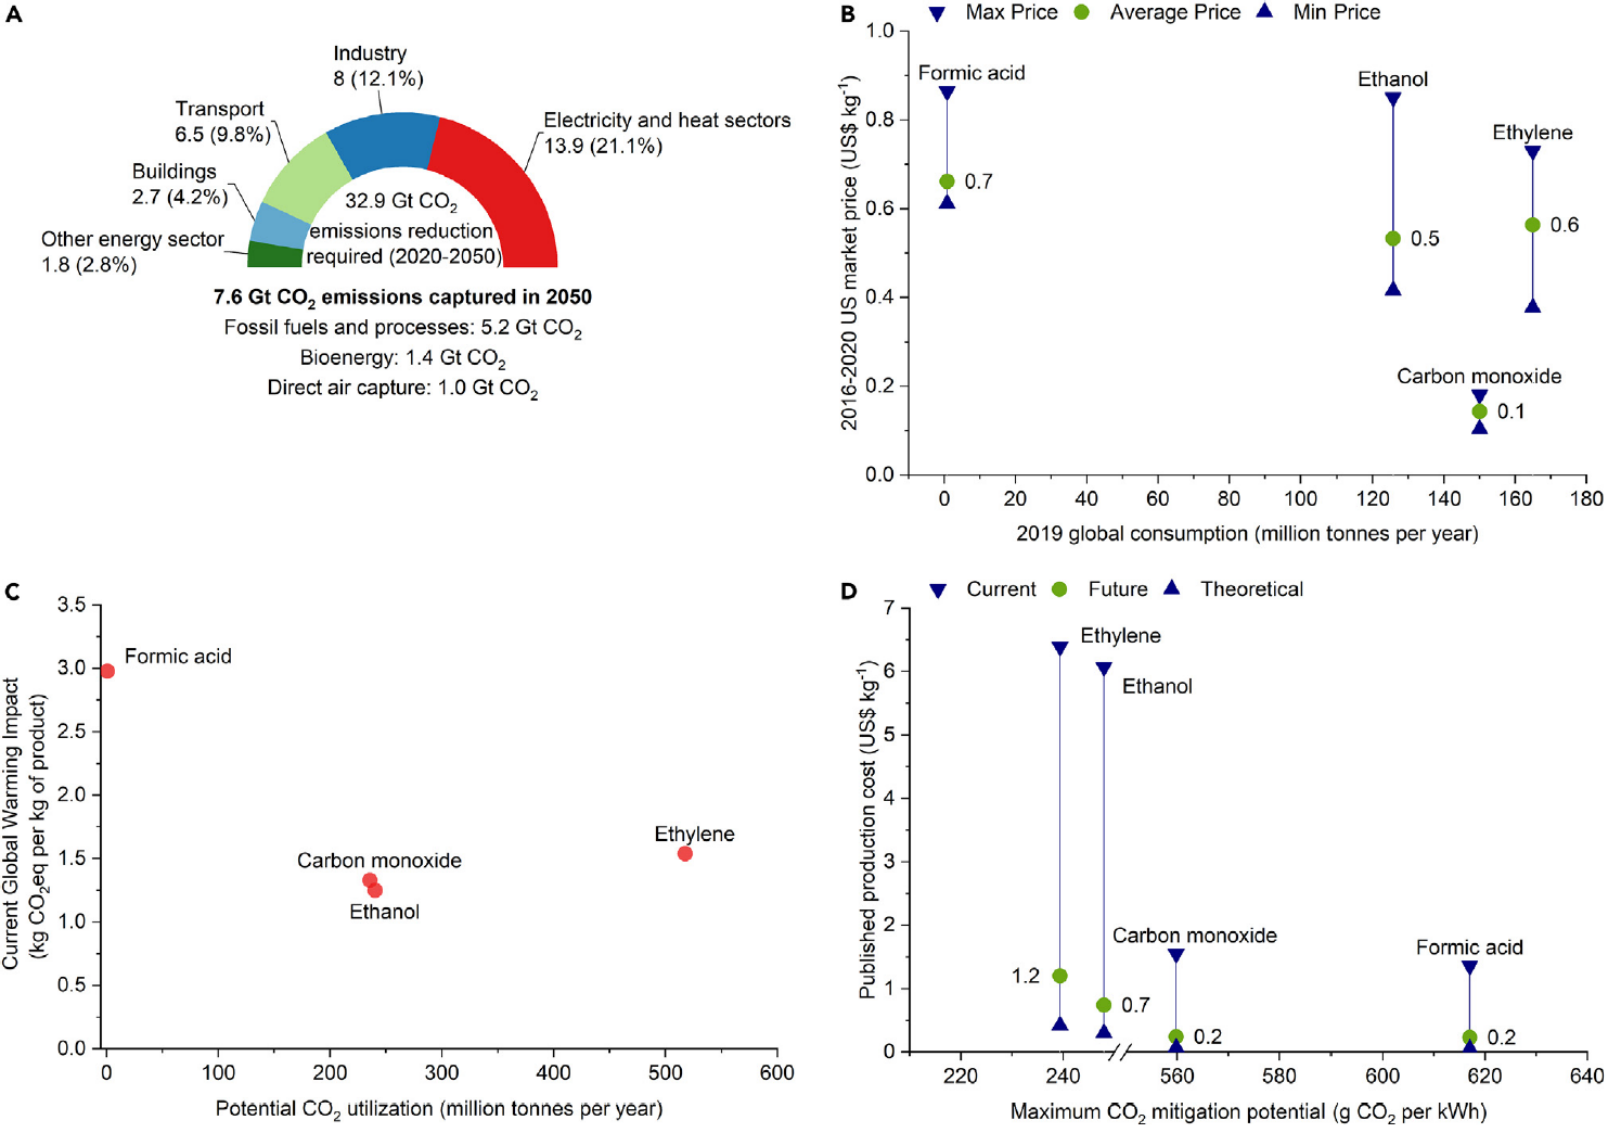 A
Industry
8 (12.1%)
Transport
6.5 (9.8%)
Electricity and heat sectors
13.9 (21.1%)
Buildings
2.7 (4.2%)
Other energy sector
1.8 (2.8%)
32.9 Gt CO₂
emissions reduction
required (2020-2050)
7.6 Gt CO₂ emissions captured in 2050
Fossil fuels and processes: 5.2 Gt CO₂
Bioenergy: 1.4 Gt CO₂
Direct air capture: 1.0 Gt CO₂
B
Max Price Average Price Min Price
2016-2020 US market price (US$ kg⁻¹)
1.0
0.8
0.6
0.4
0.2
0.0
Formic acid
0.7
Ethanol
0.5
Ethylene
0.6
Carbon monoxide
0.1
0 20 40 60 80 100 120 140 160 180
2019 global consumption (million tonnes per year)
C
Current Global Warming Impact
(kg CO₂eq per kg of product)
3.5
3.0
2.5
2.0
1.5
1.0
0.5
0.0
Formic acid
Carbon monoxide
Ethanol
Ethylene
0 100 200 300 400 500 600
Potential CO₂ utilization (million tonnes per year)
D
Current Future Theoretical
Published production cost (US$ kg⁻¹)
7
6
5
4
3
2
1
0
Ethylene
1.2
Ethanol
0.7
Carbon monoxide
0.2
Formic acid
0.2
220 240 560 580 600 620 640
Maximum CO₂ mitigation potential (g CO₂ per kWh)